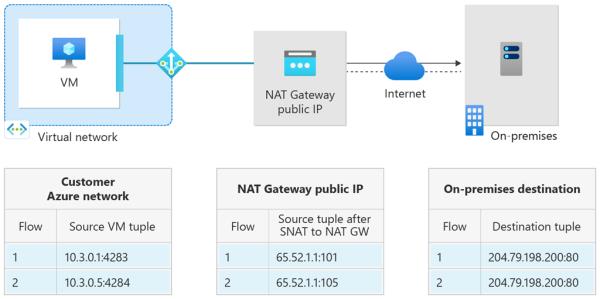 VM
Virtual network
NAT Gateway
public IP
Internet
On-premises
Customer
Azure network
Flow Source VM tuple
1 10.3.0.1:4283
2 10.3.0.5:4284
NAT Gateway public IP
Flow Source tuple after
SNAT to NAT GW
1 65.52.1.1:101
2 65.52.1.1:105
On-premises destination
Flow Destination tuple
1 204.79.198.200:80
2 204.79.198.200:80